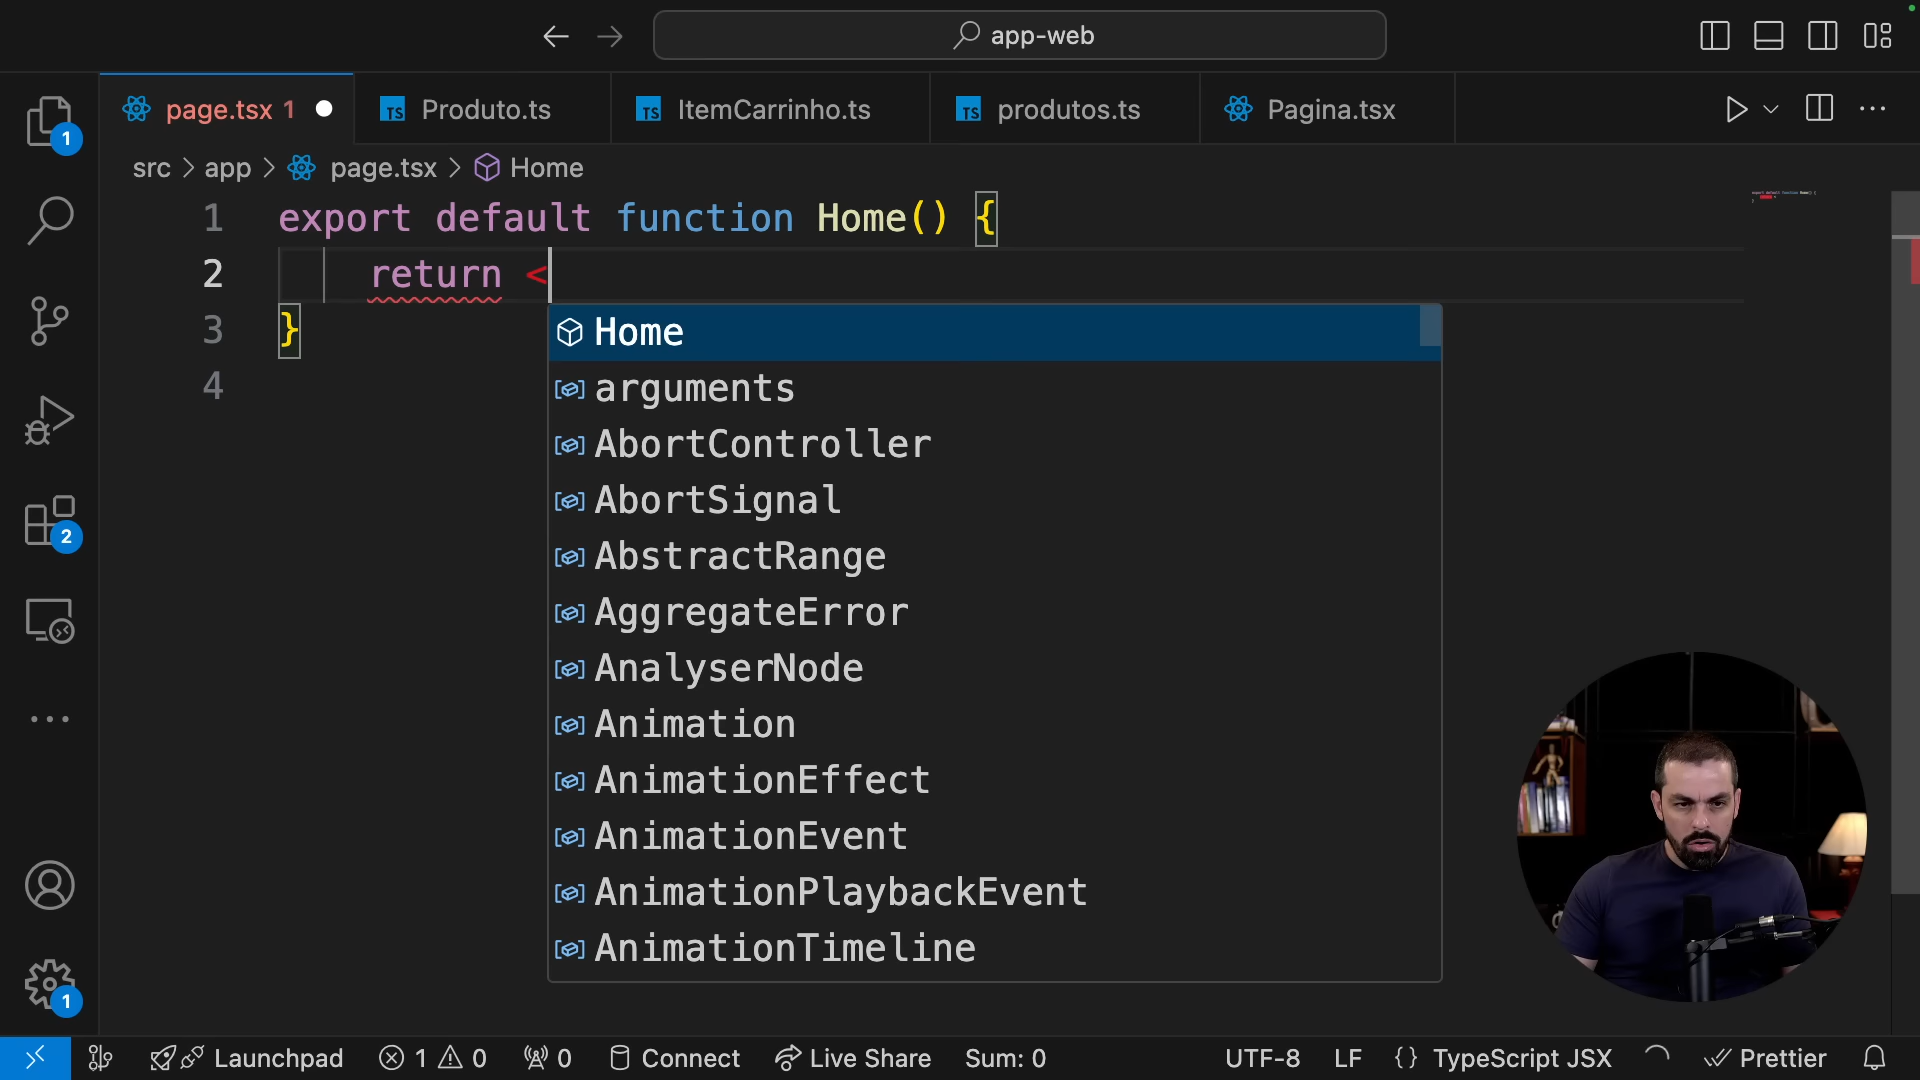 app-web
page.tsx 1
Produto.ts
ItemCarrinho.ts
produtos.ts
Pagina.tsx
src > app > page.tsx > Home
1 export default function Home() {
2 return <
3 }
4
Home
arguments
AbortController
AbortSignal
AbstractRange
AggregateError
AnalyserNode
Animation
AnimationEffect
AnimationEvent
AnimationPlaybackEvent
AnimationTimeline
1
2
1
Launchpad 1 0 0 Connect Live Share Sum: 0 UTF-8 LF {} TypeScript JSX Prettier